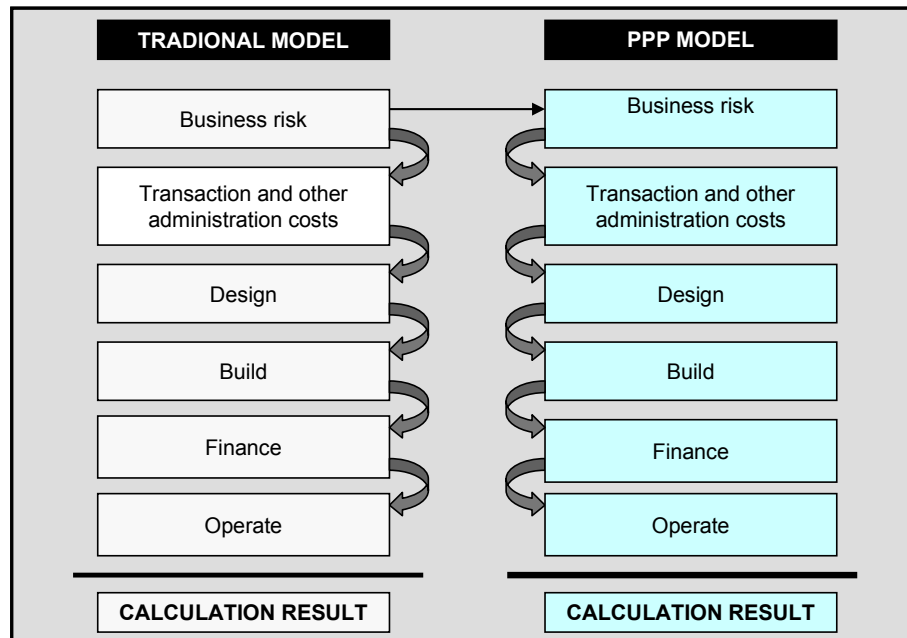 TRADIONAL MODEL
PPP MODEL
Business risk
Business risk
Transaction and other
administration costs
Transaction and other
administration costs
Design
Design
Build
Build
Finance
Finance
Operate
Operate
CALCULATION RESULT
CALCULATION RESULT